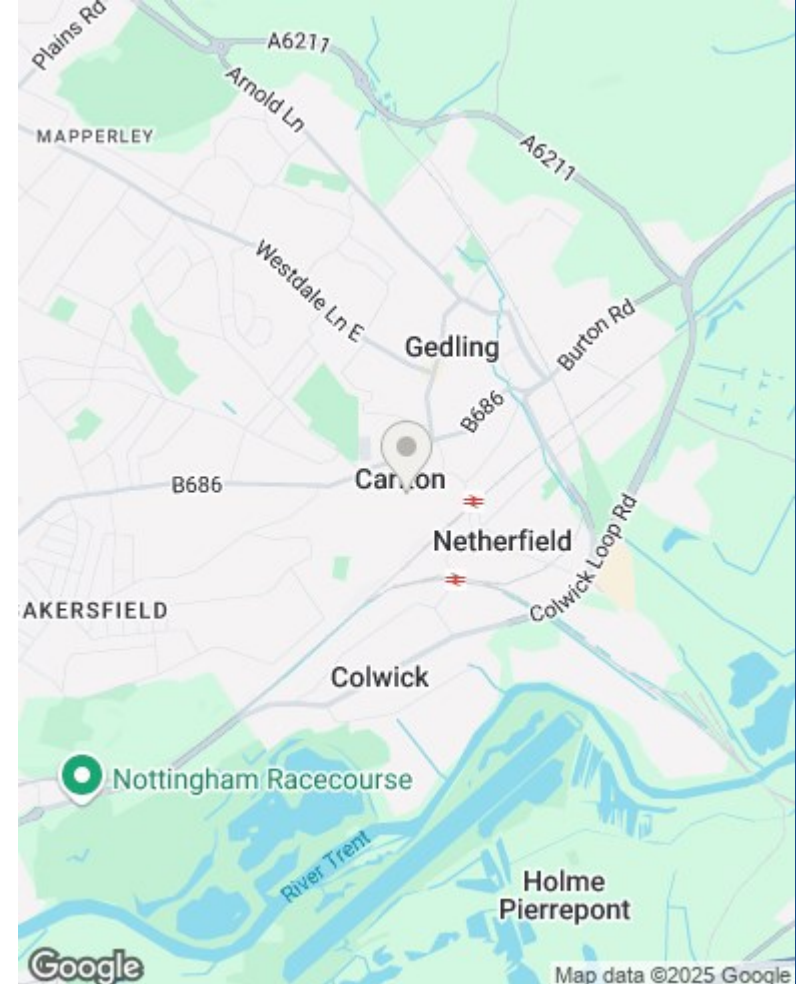 Plains Rd
A6211
Arnold Ln
MAPPERLEY
A6211
Westdale Ln E
Gedling
Burton Rd
B686
B686
Netherfield
Colwick Loop Rd
AKERSFIELD
Colwick
Nottingham Racecourse
River Trent
Holme
Pierrepont
Google
Map data ©2025 Google